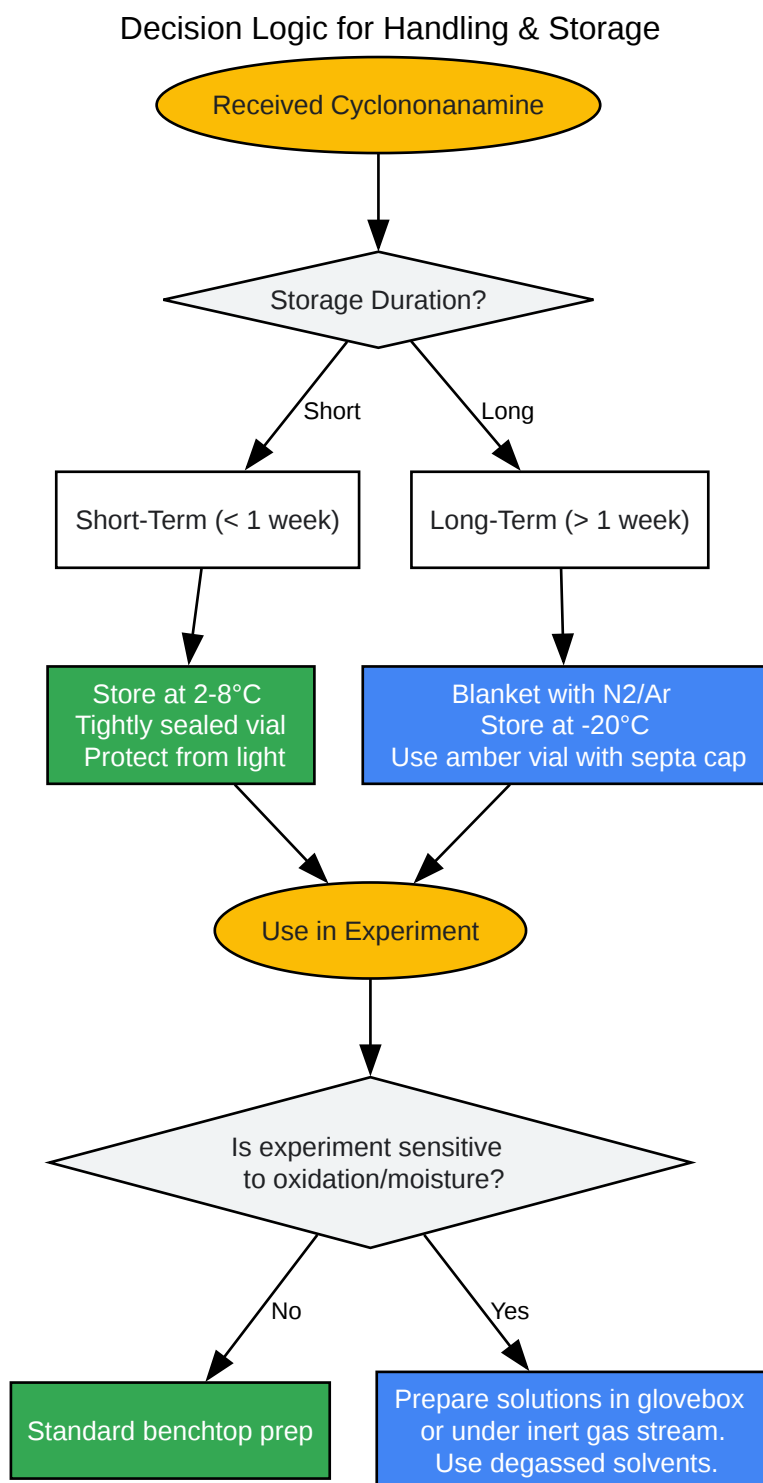 Decision Logic for Handling & Storage
Received Cyclononanamine
Storage Duration?
Short
Long
Short-Term (< 1 week)
Long-Term (> 1 week)
Store at 2-8°C
Tightly sealed vial
Protect from light
Blanket with N2/Ar
Store at -20°C
Use amber vial with septa cap
Use in Experiment
Is experiment sensitive
to oxidation/moisture?
No
Yes
Standard benchtop prep
Prepare solutions in glovebox
or under inert gas stream.
Use degassed solvents.